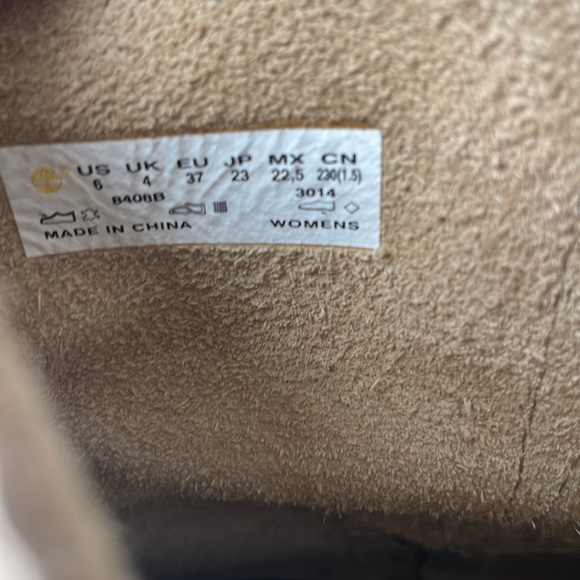 US UK EU JP MX CN
6 4 37 23 22,5 230(1.5)
8408B 3014
MADE IN CHINA WOMENS